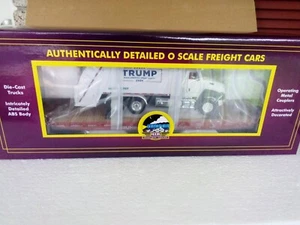 AUTHENTICALLY DETAILED O SCALE FREIGHT CARS
TRUMP
Die-Cast
Trucks
Intricately
Detailed
ABS Body
Operating
Metal
Couplers
Attractively
Decorated